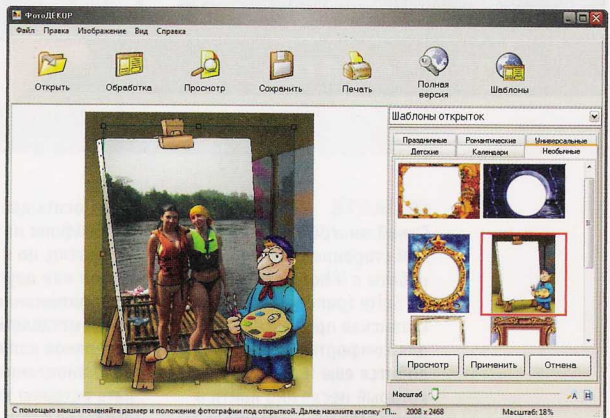 ФотоДЕКОР
Файл Правка Изображение Вид Справка
Открыть Обработка Просмотр Сохранить Печать Полная версия Шаблоны
Шаблоны открыток
Праздничные Романтические Универсальные
Детские Календари Необычные
Просмотр Применить Отмена
Масштаб
С помощью мыши поменяйте размер и положение фотографии под открыткой. Далее нажмите кнопку "П... 2008 x 2468 Масштаб: 18%